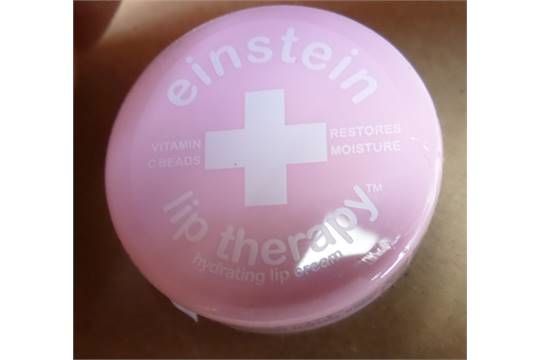 einstein
VITAMIN
C BEADS
RESTORES
MOISTURE
lip therapy™
hydrating lip cream